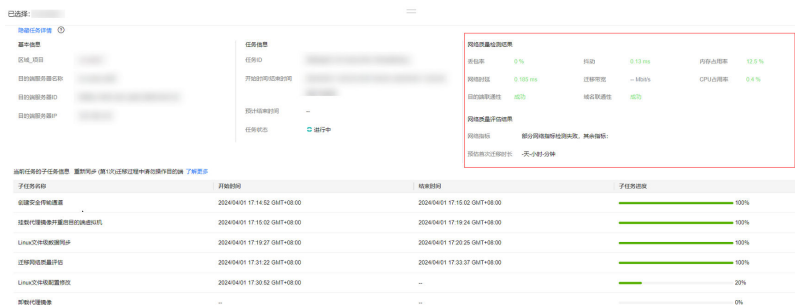 已选择:
隐藏任务详情
基本信息
区域_项目
目的端服务器名称
目的端服务器ID
目的端服务器IP
任务信息
任务ID
开始时间/结束时间
预计结束时间 --
任务状态 进行中
网络质量检测结果
丢包率 0 % 抖动 0.13 ms 内存占用率 12.5 %
网络时延 0.185 ms 迁移带宽 -- Mbit/s CPU占用率 0.4 %
目的端联通性 成功 域名联通性 成功
网络质量评估结果
网络指标 部分网络指标检测失败，其余指标：
预估首次迁移时长 -天-小时-分钟
当前任务的子任务信息 重新同步 (第1次)迁移过程中请勿操作目的端 了解更多
子任务名称 开始时间 结束时间 子任务进度
创建安全传输通道 2024/04/01 17:14:52 GMT+08:00 2024/04/01 17:15:02 GMT+08:00 100%
挂载代理镜像并重启目的端虚拟机 2024/04/01 17:15:02 GMT+08:00 2024/04/01 17:19:24 GMT+08:00 100%
Linux文件级数据同步 2024/04/01 17:19:27 GMT+08:00 2024/04/01 17:20:25 GMT+08:00 100%
迁移网络质量评估 2024/04/01 17:31:22 GMT+08:00 2024/04/01 17:33:37 GMT+08:00 100%
Linux文件级配置修改 2024/04/01 17:30:52 GMT+08:00 -- 20%
卸载代理镜像 -- -- 0%